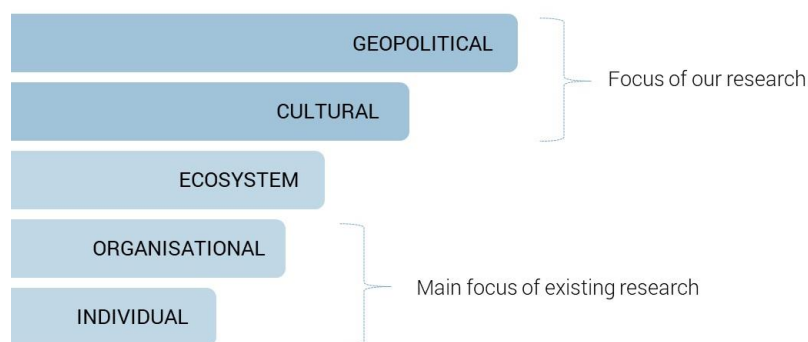 GEOPOLITICAL
Focus of our research
CULTURAL
ECOSYSTEM
ORGANISATIONAL
Main focus of existing research
INDIVIDUAL